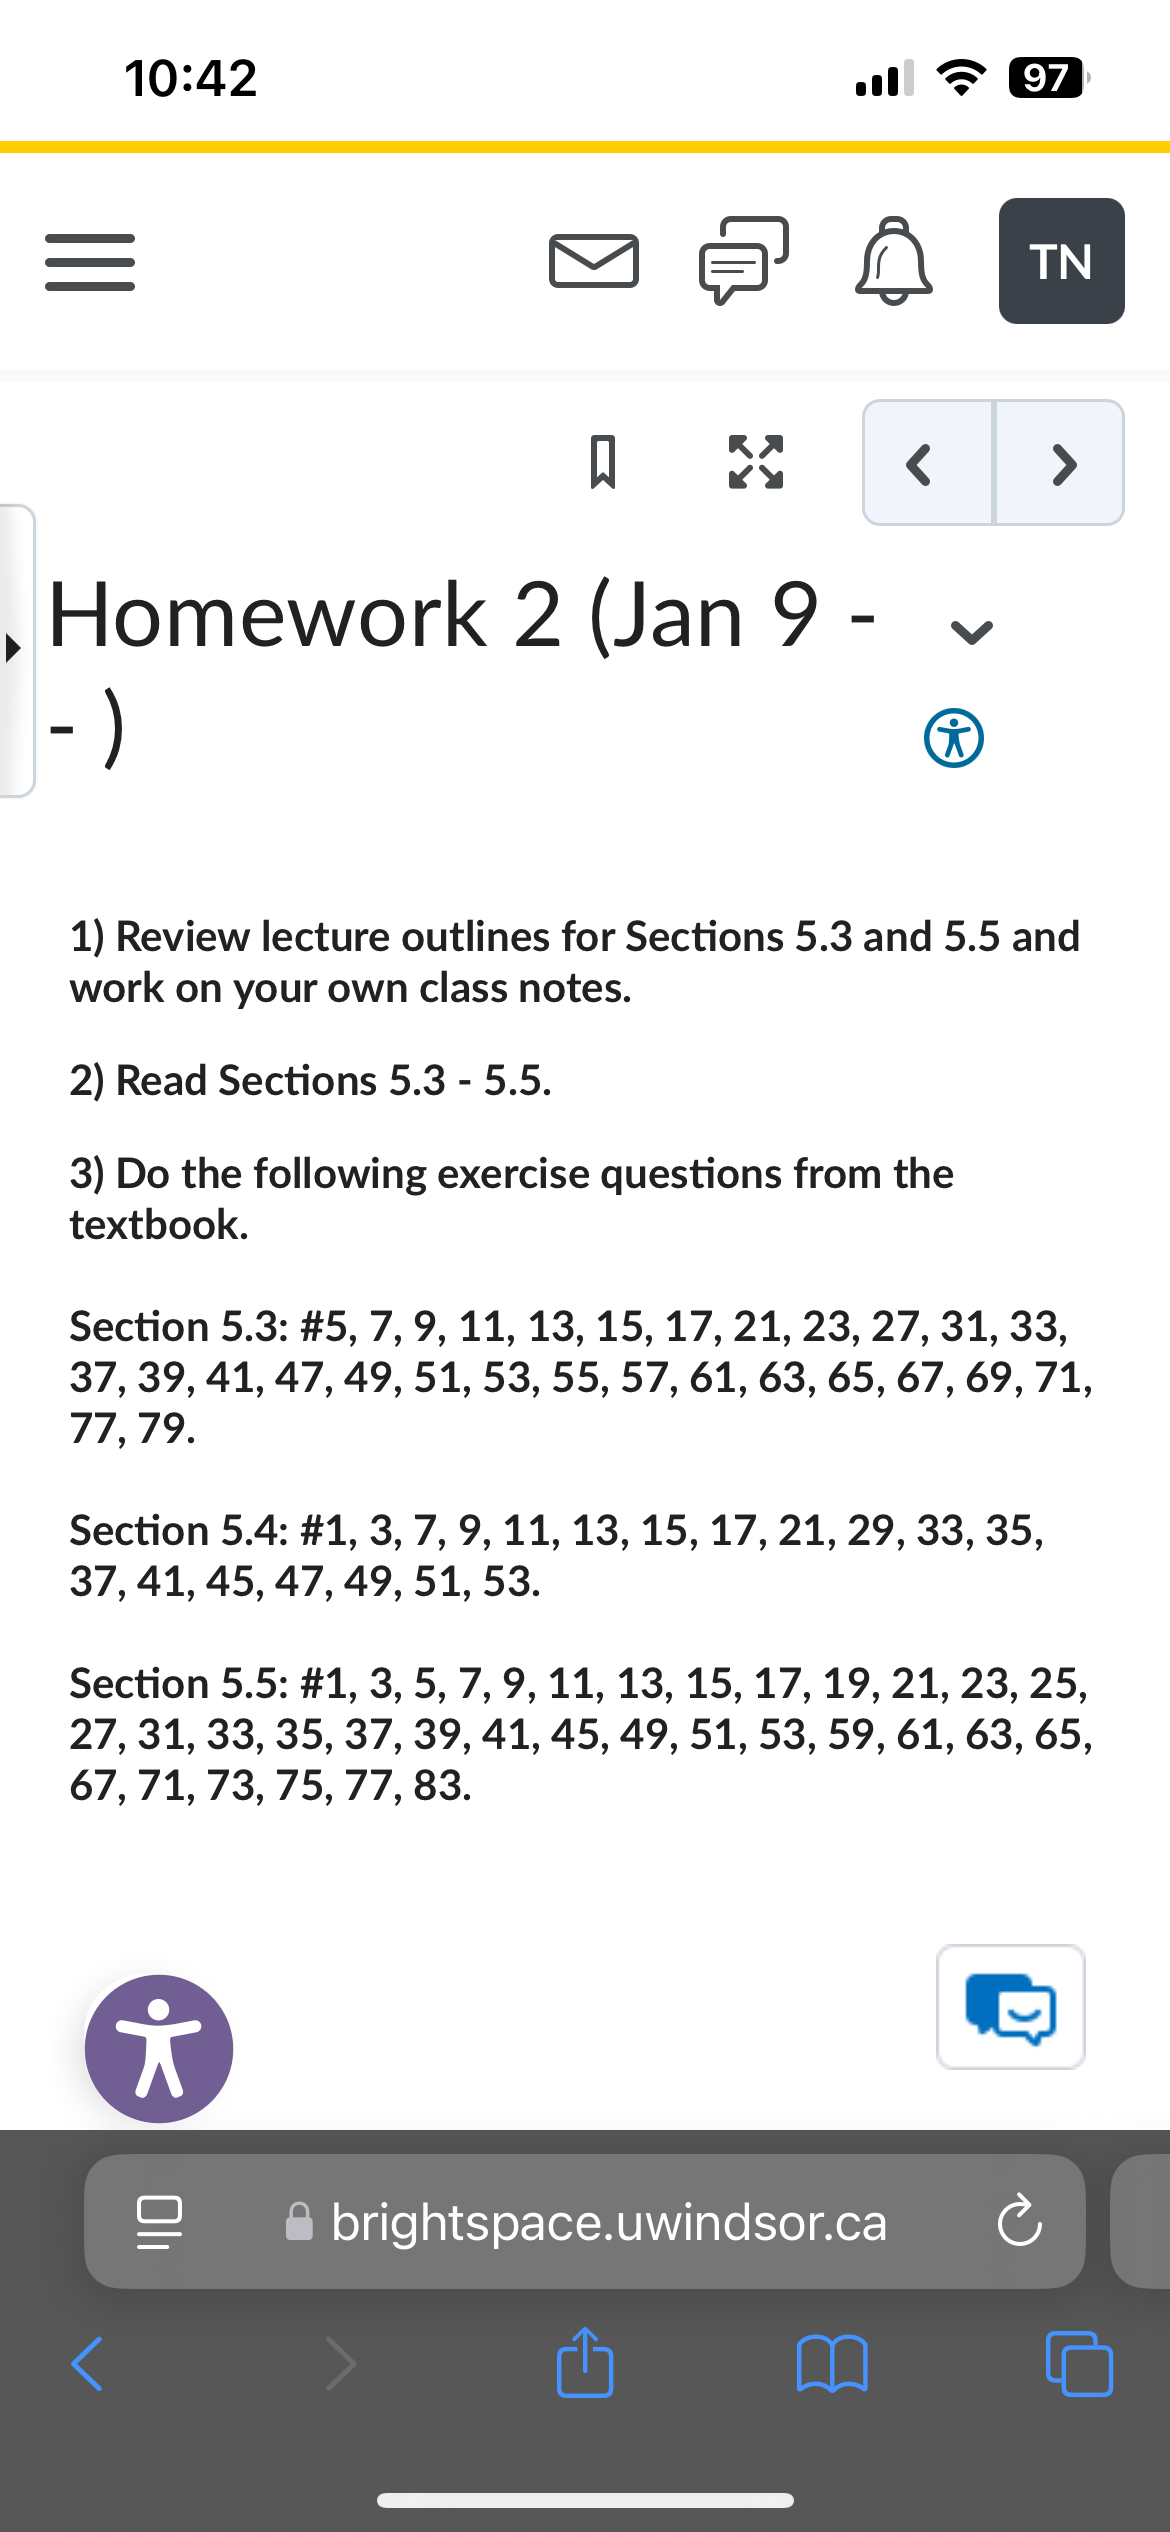 10:42
97
TN
Homework 2 (Jan 9 -
- )
1) Review lecture outlines for Sections 5.3 and 5.5 and
work on your own class notes.
2) Read Sections 5.3 - 5.5.
3) Do the following exercise questions from the
textbook.
Section 5.3: #5, 7, 9, 11, 13, 15, 17, 21, 23, 27, 31, 33,
37, 39, 41, 47, 49, 51, 53, 55, 57, 61, 63, 65, 67, 69, 71,
77, 79.
Section 5.4: #1, 3, 7, 9, 11, 13, 15, 17, 21, 29, 33, 35,
37, 41, 45, 47, 49, 51, 53.
Section 5.5: #1, 3, 5, 7, 9, 11, 13, 15, 17, 19, 21, 23, 25,
27, 31, 33, 35, 37, 39, 41, 45, 49, 51, 53, 59, 61, 63, 65,
67, 71, 73, 75, 77, 83.
brightspace.uwindsor.ca